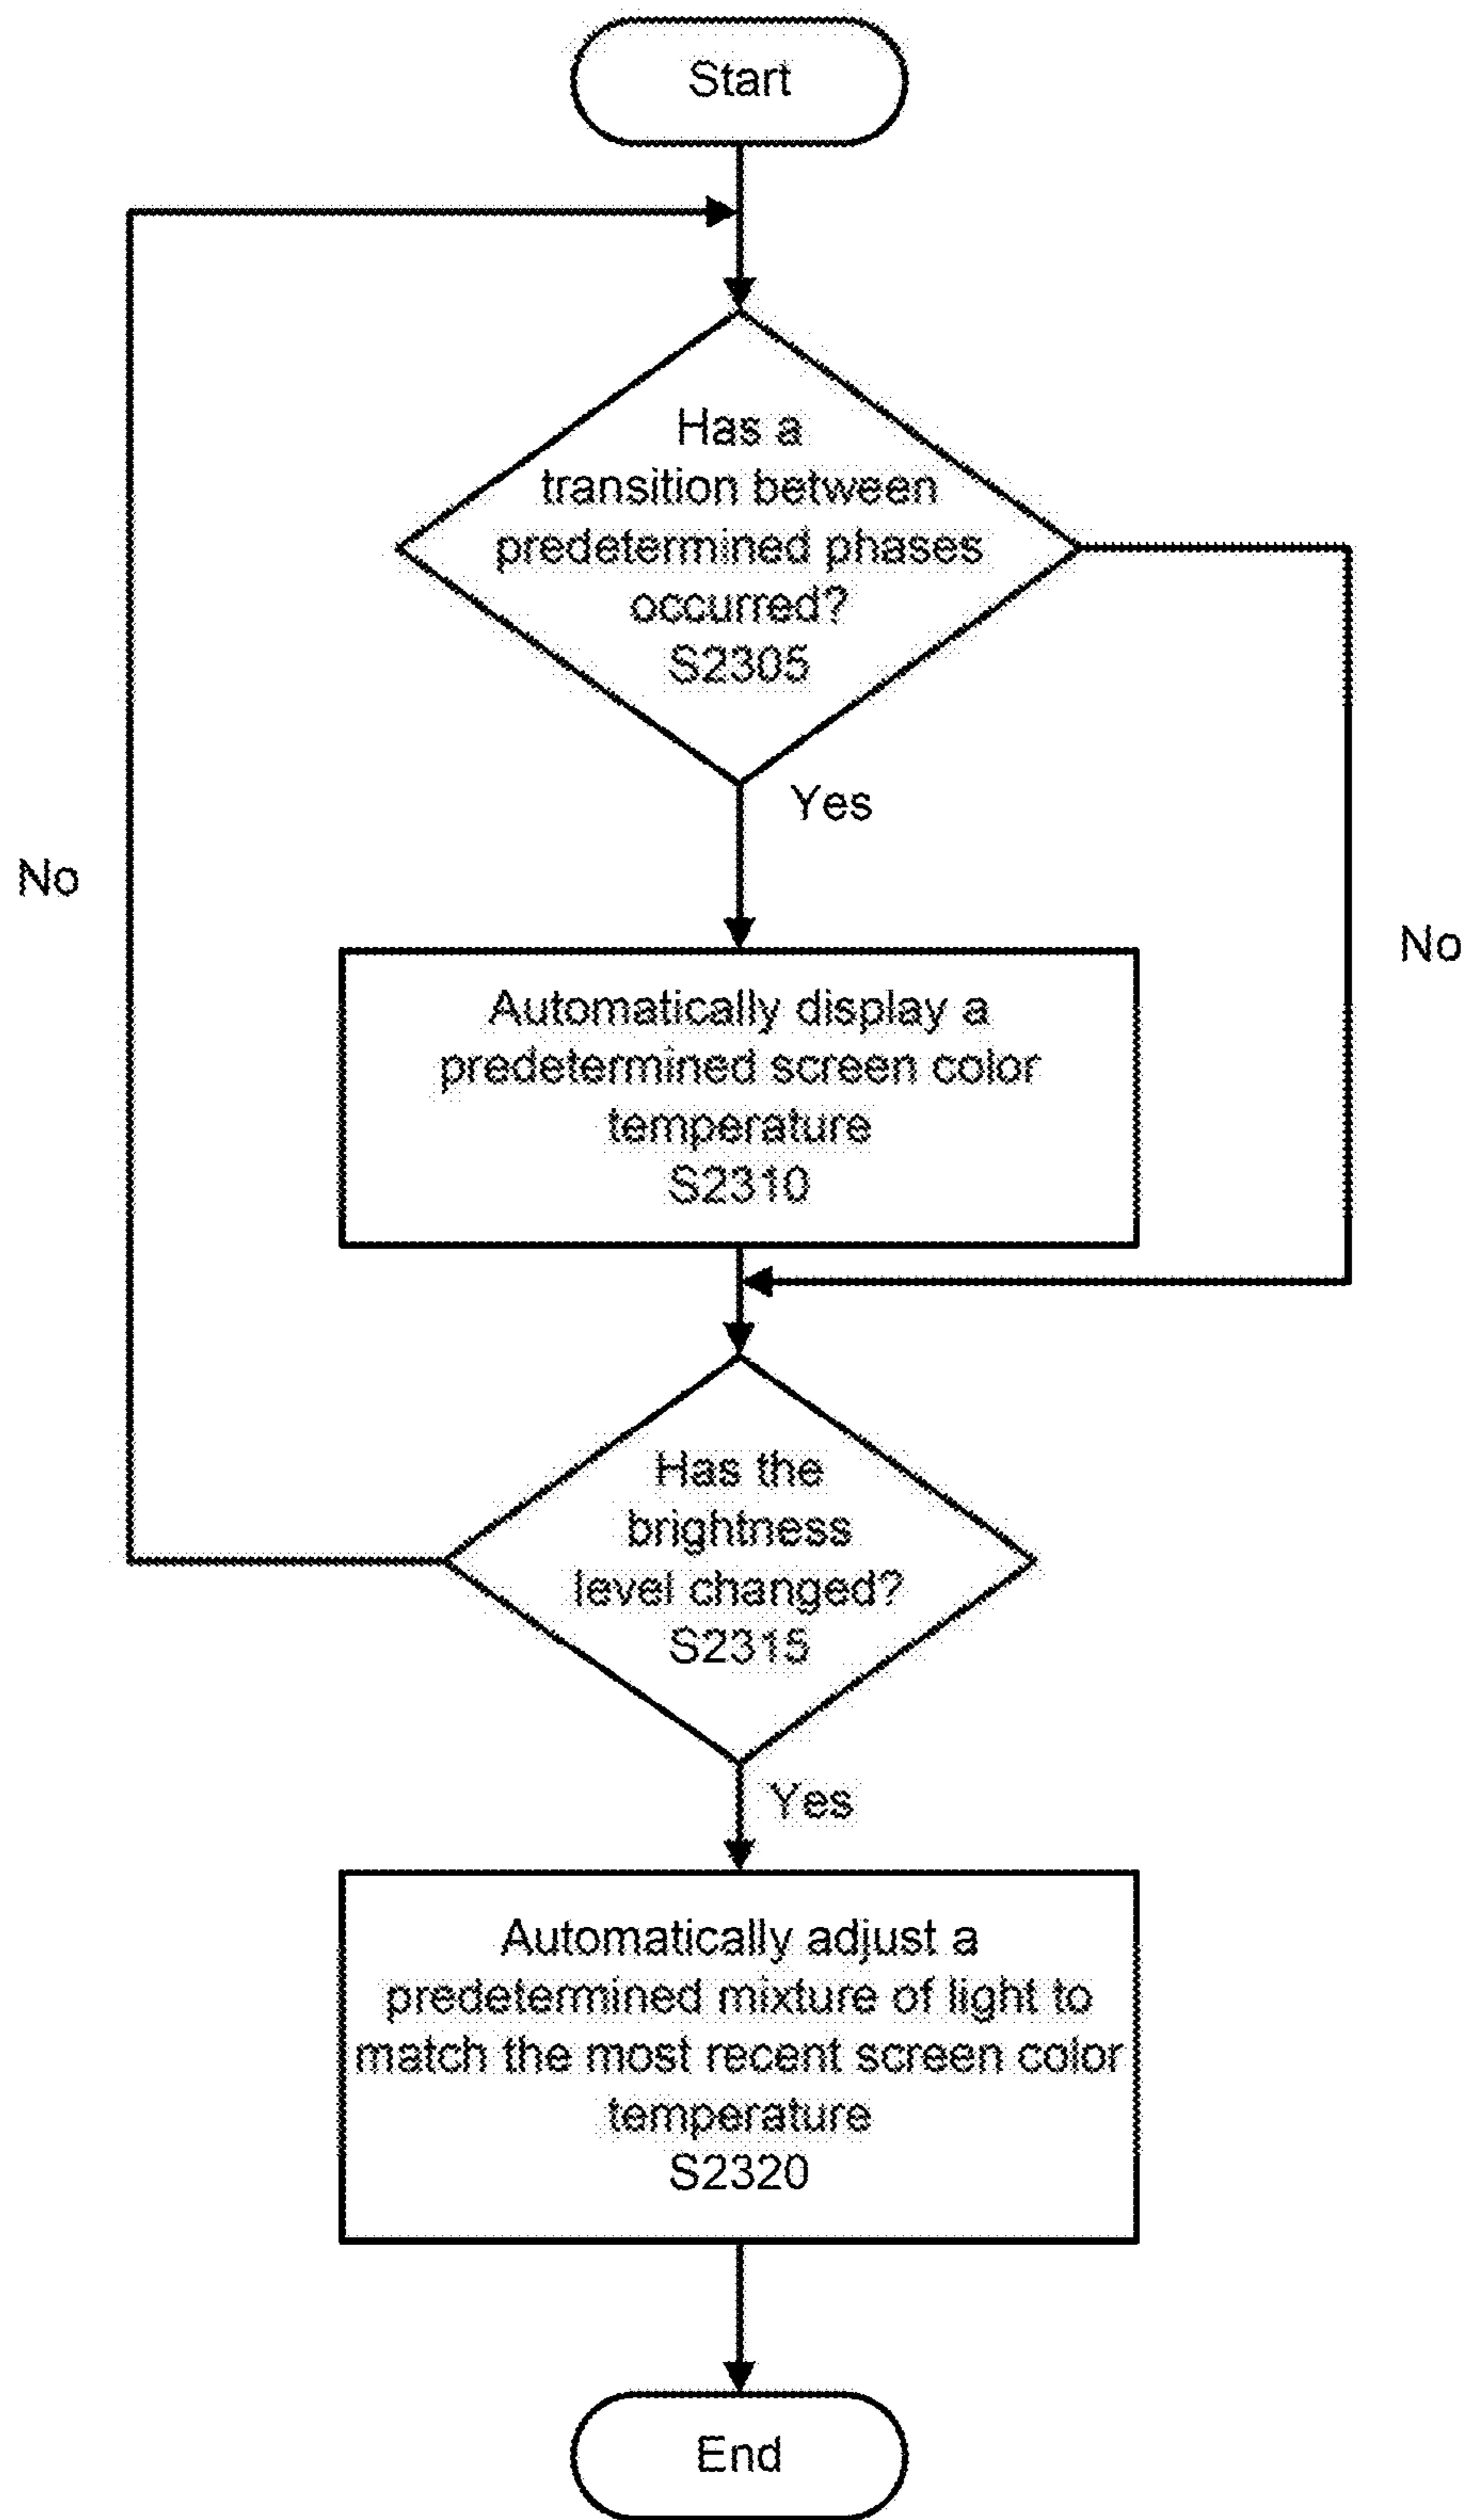 Start
Has a
transition between
predetermined phases
occurred?
S2305
Yes
No
No
Automatically display a
predetermined screen color
temperature
S2310
Has the
brightness
level changed?
S2315
Yes
Automatically adjust a
predetermined mixture of light to
match the most recent screen color
temperature
S2320
End